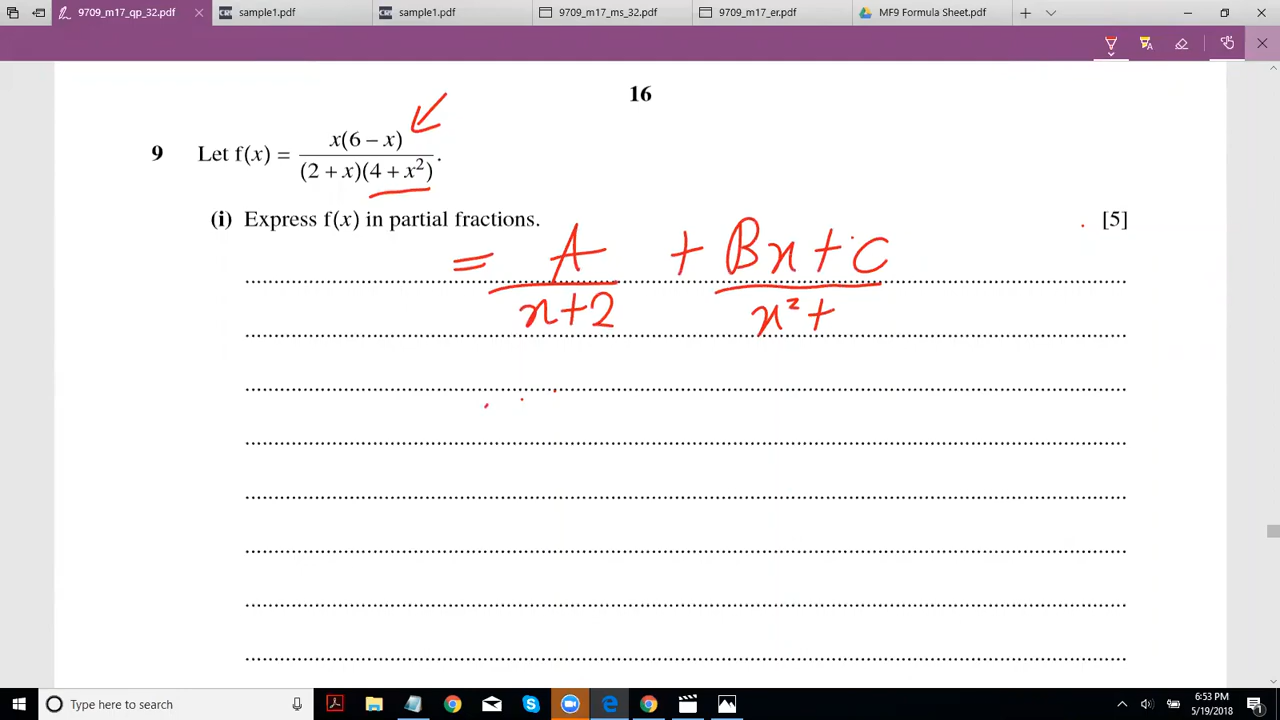 9709_m17_qp_32.pdf sample1.pdf sample1.pdf 9709_m17_ms_32.pdf 9709_m17_er.pdf MF9 Formula Sheet.pdf
16
9 Let f(x) = x(6 – x) / (2 + x)(4 + x²).
(i) Express f(x) in partial fractions. [5]
= A / x+2 + Bx+C / x²+
Type here to search
6:53 PM
5/19/2018